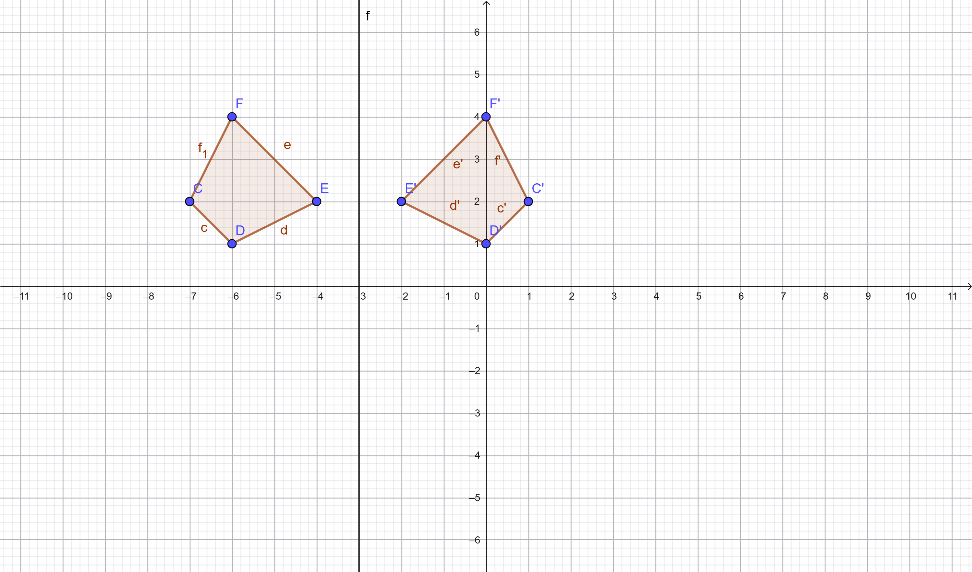 f
6
5
F F'
4
f₁ e
3
e' f'
C E E' C'
2
d' c'
c D d D'
1
11 10 9 8 7 6 5 4 3 2 1 0 1 2 3 4 5 6 7 8 9 10 11
–1
–2
–3
–4
–5
–6